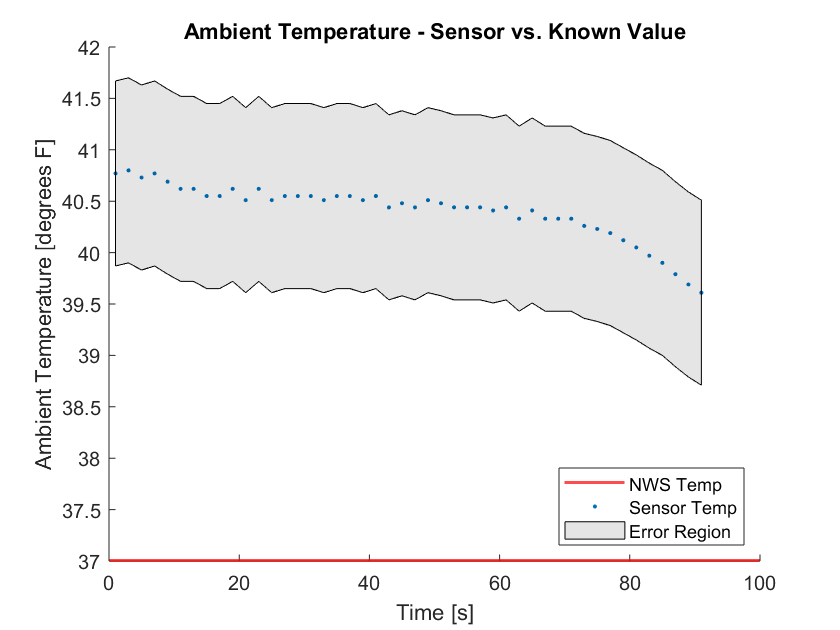 Ambient Temperature - Sensor vs. Known Value
42
41.5
41
40.5
40
39.5
39
38.5
38
37.5
37
Ambient Temperature [degrees F]
NWS Temp
Sensor Temp
Error Region
0 20 40 60 80 100
Time [s]